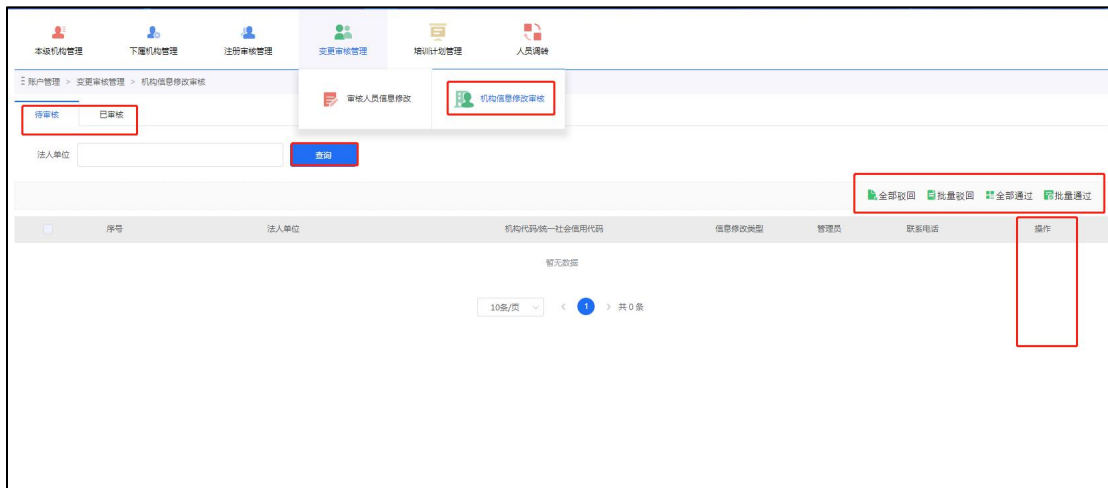 本级机构管理 下属机构管理 注册审核管理 变更审核管理 培训计划管理 人员调转
账户管理 > 变更审核管理 > 机构信息修改审核
审核人员信息修改 机构信息修改审核
待审核 已审核
法人单位 查询
全部驳回 批量驳回 全部通过 批量通过
序号 法人单位 机构代码/统一社会信用代码 信息修改类型 管理员 联系电话 操作
暂无数据
10条/页 < 1 > 共 0 条